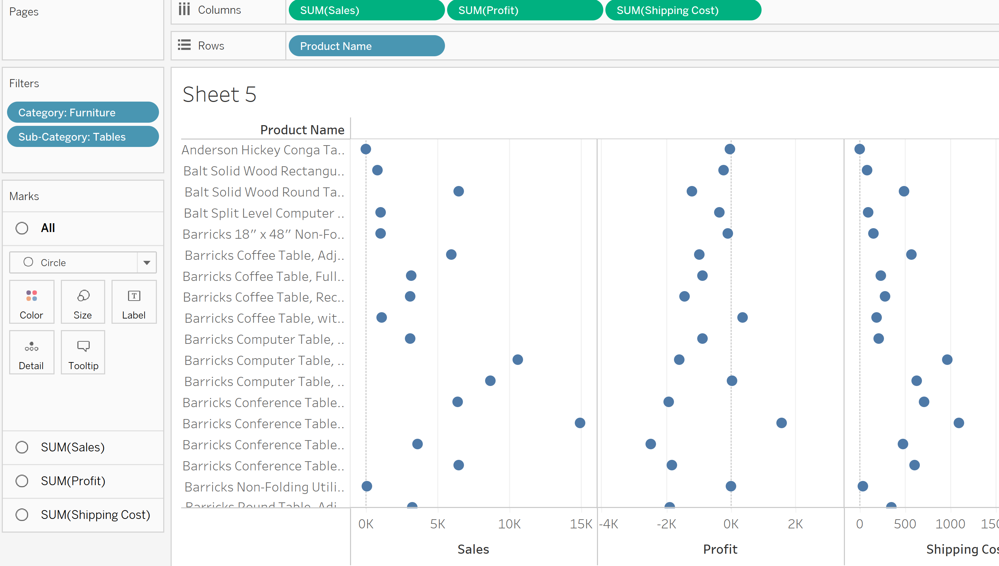 Pages
Columns
SUM(Sales)
SUM(Profit)
SUM(Shipping Cost)
Rows
Product Name
Filters
Category: Furniture
Sub-Category: Tables
Marks
All
Circle
Color
Size
T
Label
Detail
Tooltip
SUM(Sales)
SUM(Profit)
SUM(Shipping Cost)
Sheet 5
Product Name
Anderson Hickey Conga Ta..
Balt Solid Wood Rectangu..
Balt Solid Wood Round Ta..
Balt Split Level Computer ..
Barricks 18” x 48” Non-Fo..
Barricks Coffee Table, Adj..
Barricks Coffee Table, Full..
Barricks Coffee Table, Rec..
Barricks Coffee Table, wit..
Barricks Computer Table, ..
Barricks Computer Table, ..
Barricks Computer Table, ..
Barricks Conference Table..
Barricks Conference Table..
Barricks Conference Table..
Barricks Conference Table..
Barricks Non-Folding Utili..
Barricks Round Table, Adj..
0K 5K 10K 15K -4K -2K 0K 2K 0 500 1000 150
Sales Profit Shipping Cos